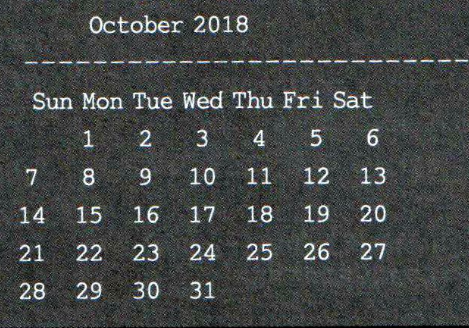 October 2018
---------------------------
Sun Mon Tue Wed Thu Fri Sat
1 2 3 4 5 6
7 8 9 10 11 12 13
14 15 16 17 18 19 20
21 22 23 24 25 26 27
28 29 30 31